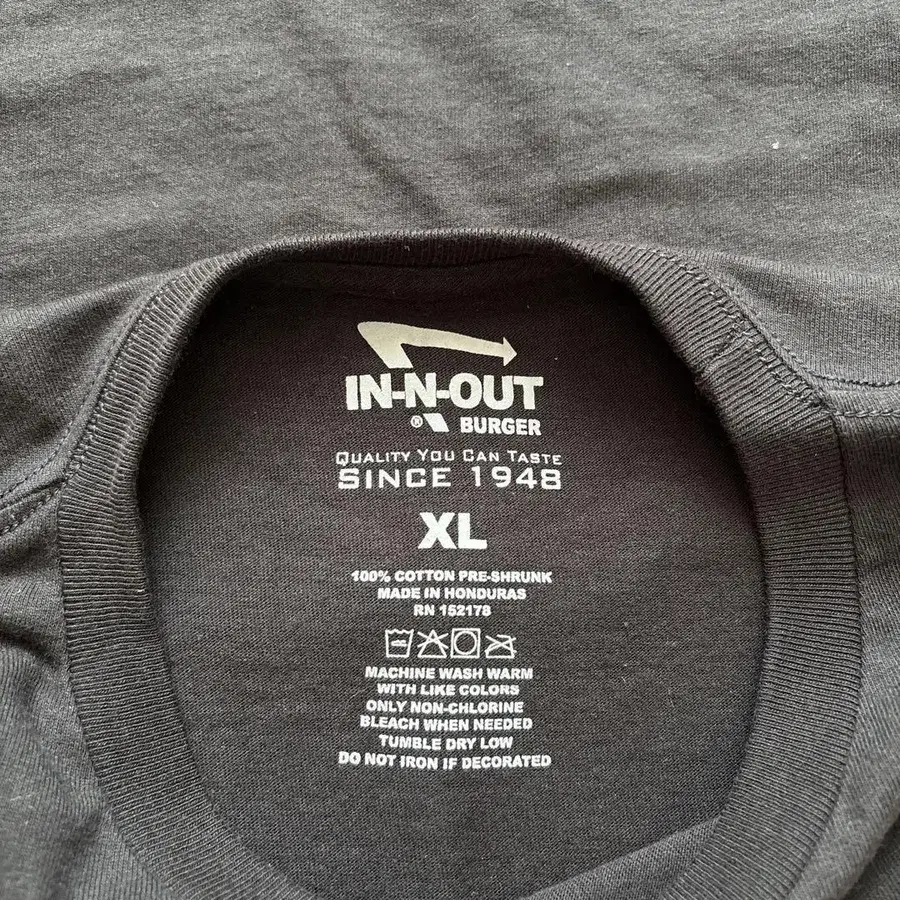 IN-N-OUT
® BURGER
QUALITY YOU CAN TASTE
SINCE 1948
XL
100% COTTON PRE-SHRUNK
MADE IN HONDURAS
RN 152178
MACHINE WASH WARM
WITH LIKE COLORS
ONLY NON-CHLORINE
BLEACH WHEN NEEDED
TUMBLE DRY LOW
DO NOT IRON IF DECORATED